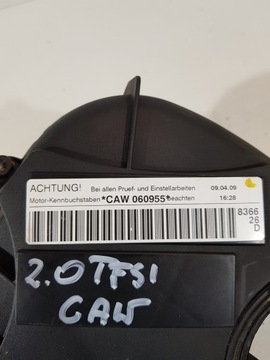 ACHTUNG! Bei allen Pruef- und Einstellarbeiten 09.04.09
Motor-Kennbuchstaben *CAW 060955* beachten 16:28
8366
26
D
2.0TFSI
CAW